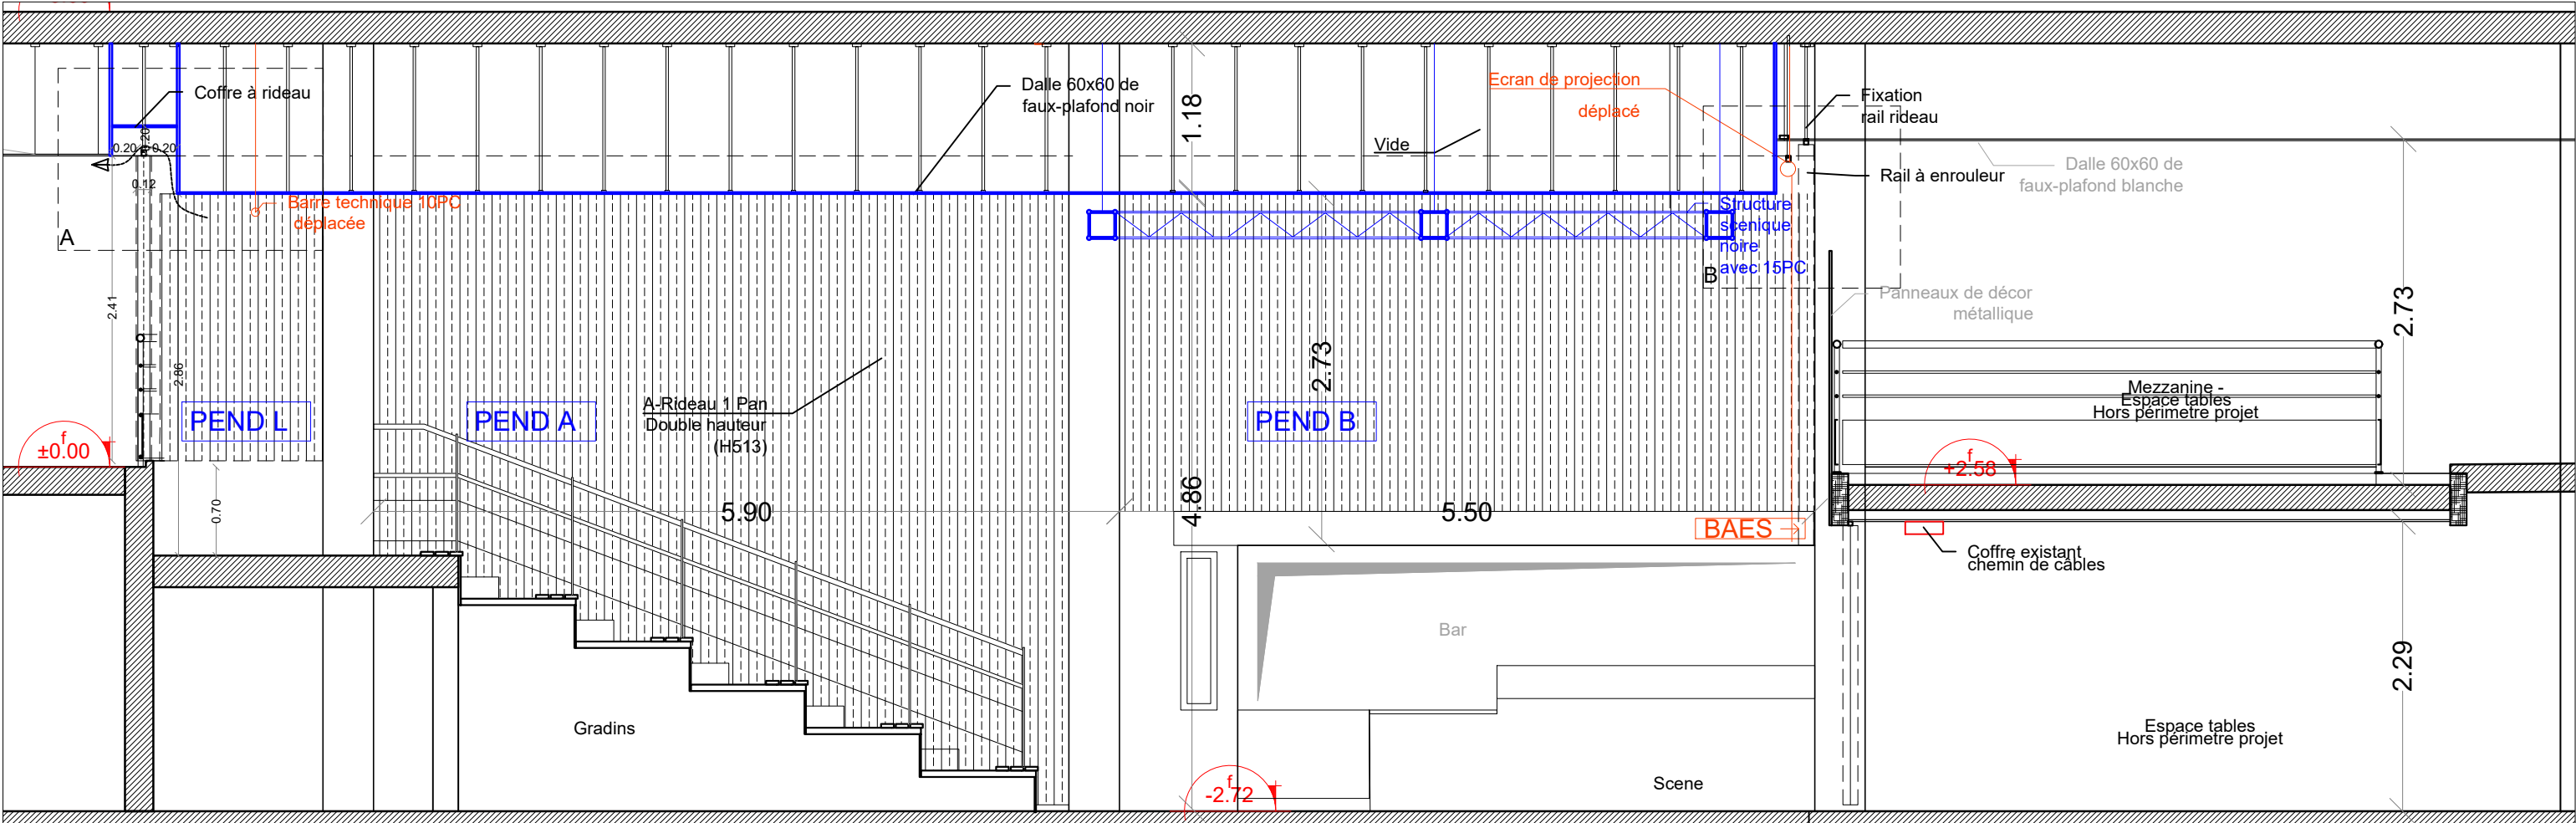 Coffre à rideau
0.20
0.20
0.20
0.12
A
2.41
2.86
0.70
Barre technique 10PC
déplacée
Dalle 60x60 de
faux-plafond noir
1.18
Vide
Ecran de projection
déplacé
Fixation
rail rideau
Rail à enrouleur
Dalle 60x60 de
faux-plafond blanche
Structure
scenique
noire
avec 15PC
B
Panneaux de décor
métallique
2.73
2.73
PEND L
PEND A
A-Rideau 1 Pan
Double hauteur
(H513)
PEND B
Mezzanine -
Espace tables
Hors périmetre projet
f
±0.00
f
+2.58
5.90
4.86
5.50
BAES
Coffre existant
chemin de câbles
Bar
Gradins
2.29
Espace tables
Hors périmetre projet
Scene
f
-2.72